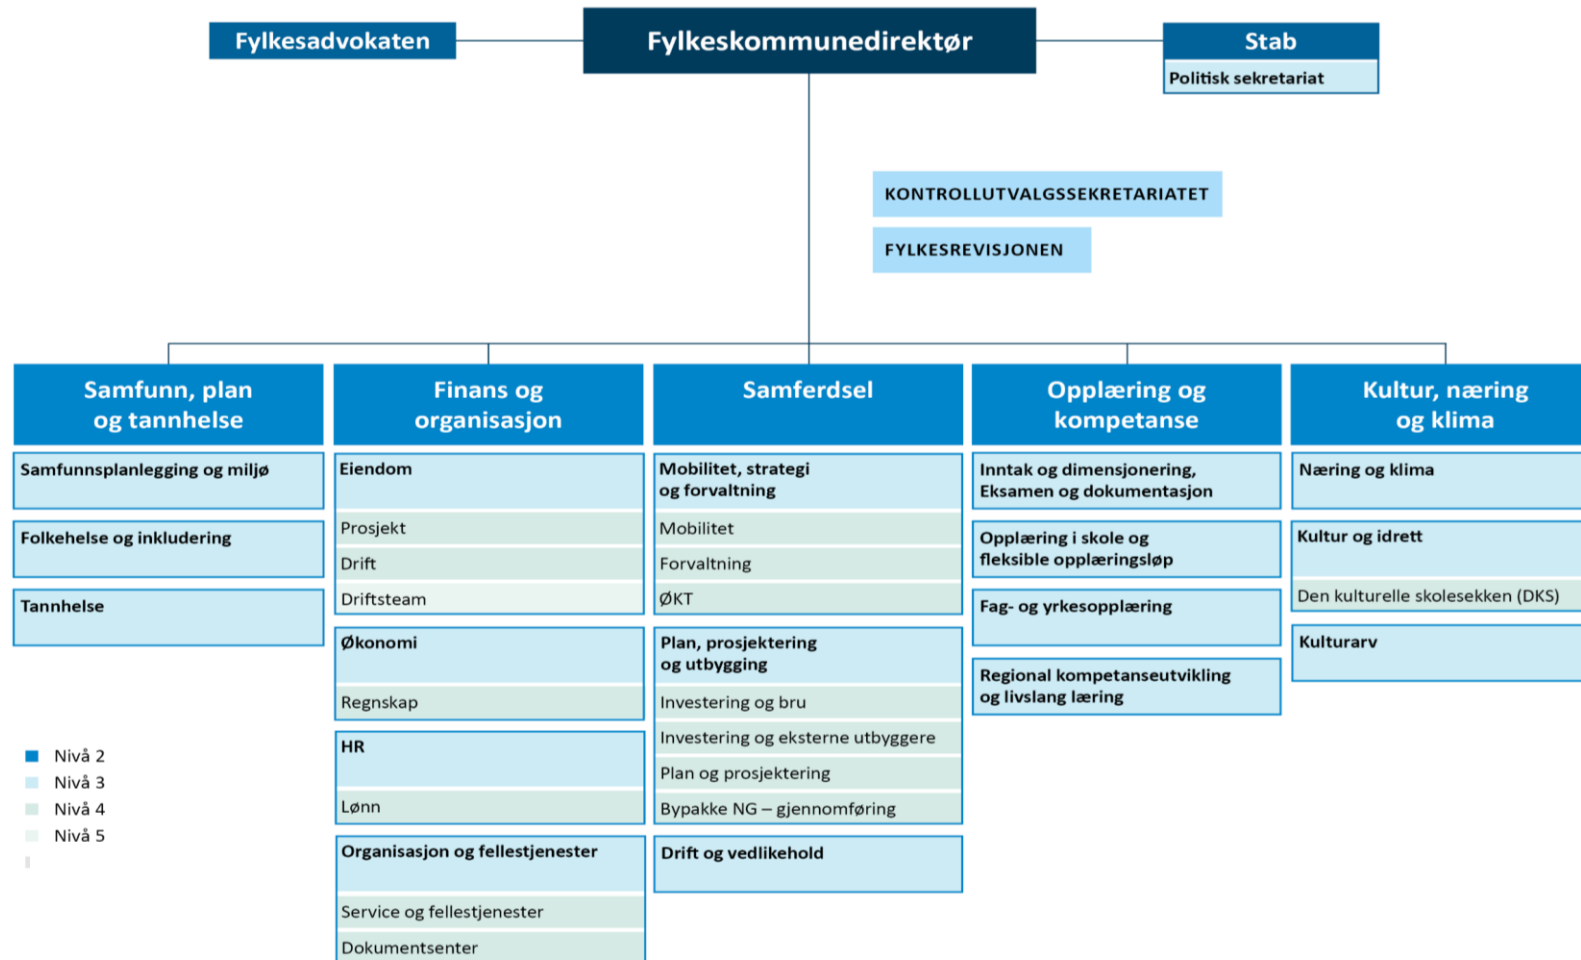 Fylkesadvokaten
Fylkeskommunedirektør
Stab
Politisk sekretariat
KONTROLLUTVALGSSEKRETARIATET
FYLKESREVISJONEN
Samfunn, plan
og tannhelse
Samfunnsplanlegging og miljø
Folkehelse og inkludering
Tannhelse
Finans og
organisasjon
Eiendom
Prosjekt
Drift
Driftsteam
Økonomi
Regnskap
HR
Lønn
Organisasjon og fellestjenester
Service og fellestjenester
Dokumentsenter
Samferdsel
Mobilitet, strategi
og forvaltning
Mobilitet
Forvaltning
ØKT
Plan, prosjektering
og utbygging
Investering og bru
Investering og eksterne utbyggere
Plan og prosjektering
Bypakke NG – gjennomføring
Drift og vedlikehold
Opplæring og
kompetanse
Inntak og dimensjonering,
Eksamen og dokumentasjon
Opplæring i skole og
fleksible opplæringsløp
Fag- og yrkesopplæring
Regional kompetanseutvikling
og livslang læring
Kultur, næring
og klima
Næring og klima
Kultur og idrett
Den kulturelle skolesekken (DKS)
Kulturarv
Nivå 2
Nivå 3
Nivå 4
Nivå 5